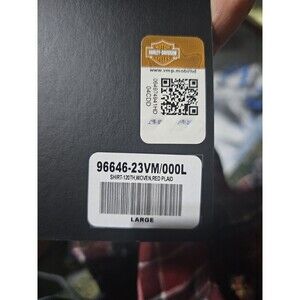 HARLEY-DAVIDSON
www.vmp.mobi/hd
96646-23VM/000L
SHIRT-120TH,WOVEN,RED PLAID
LARGE